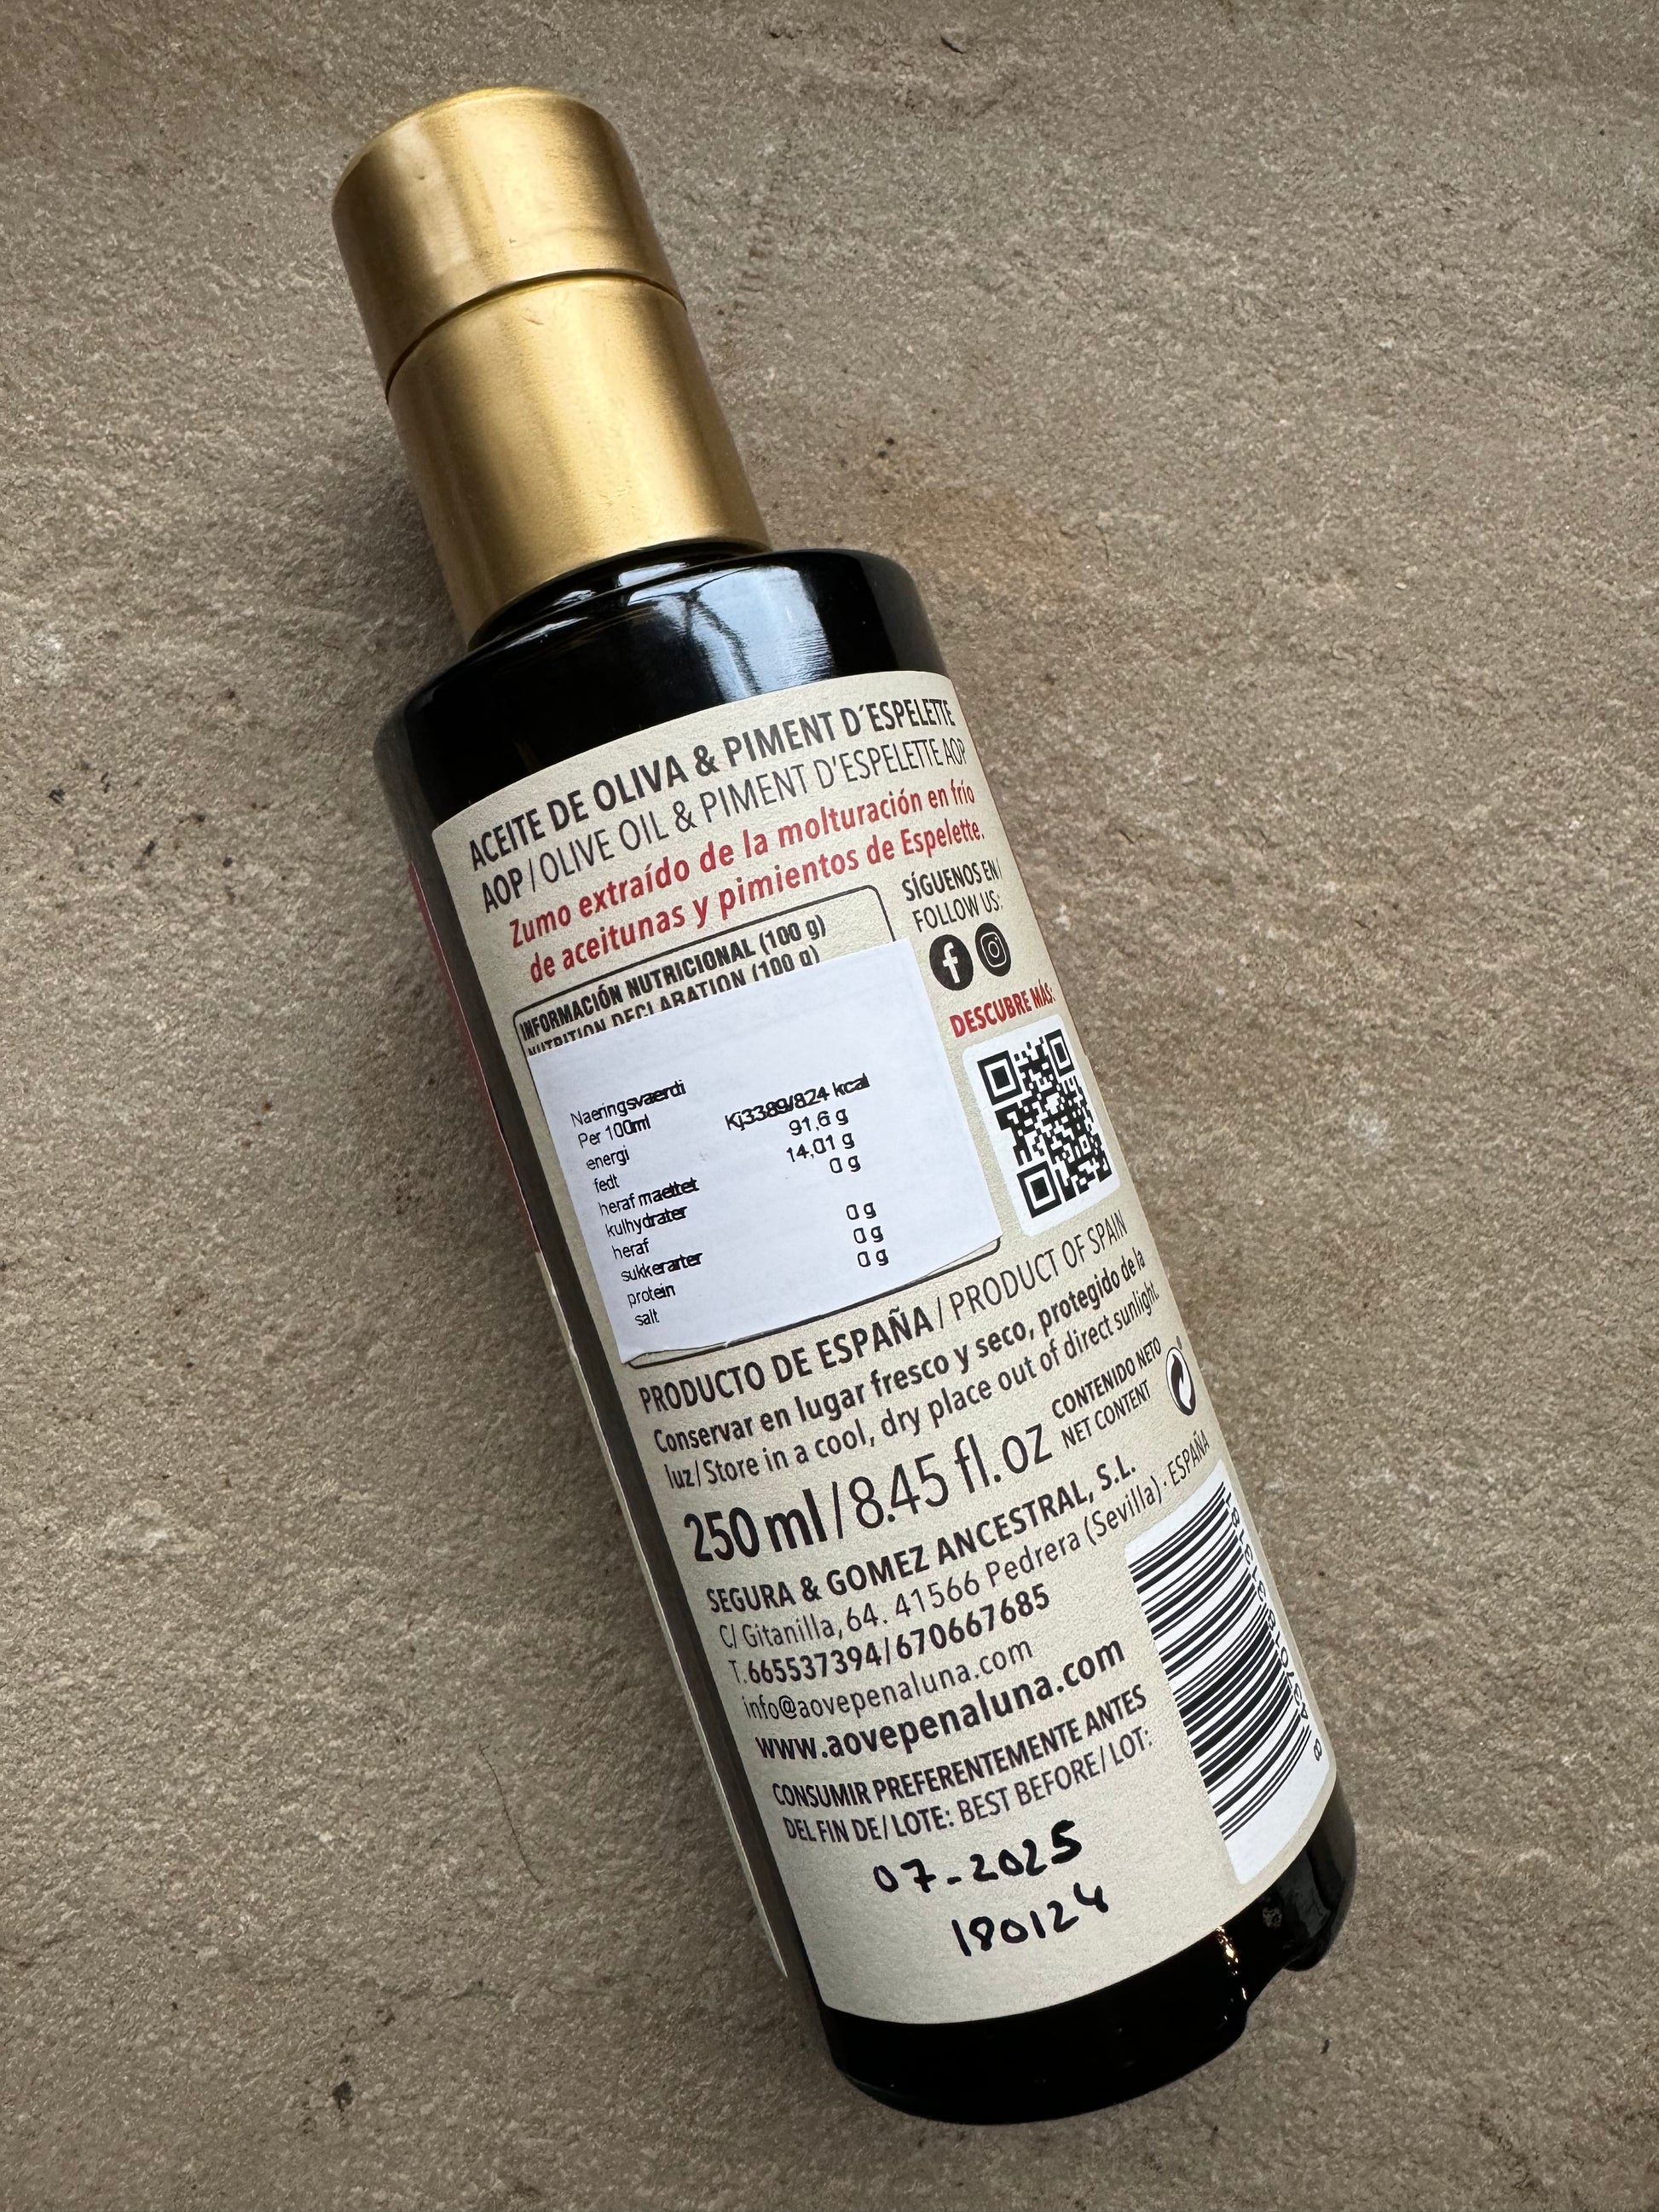 ACEITE DE OLIVA & PIMENT D´ESPELETTE
AOP / OLIVE OIL & PIMENT D'ESPELETTE AOP
Zumo extraído de la molturación en frío
de aceitunas y pimientos de Espelette.
INFORMACIÓN NUTRICIONAL (100 g)
NUTRITION DECLARATION (100 g)
SÍGUENOS EN /
FOLLOW US:
DESCUBRE MÁS:
Naeringsvaerdi
Per 100ml Kj3389/824 kcal
energi 91,6 g
fedt 14,01 g
heraf maettet 0 g
kulhydrater
heraf 0 g
sukkerarter 0 g
protein 0 g
salt
PRODUCTO DE ESPAÑA / PRODUCT OF SPAIN
Conservar en lugar fresco y seco, protegido de la
luz / Store in a cool, dry place out of direct sunlight.
250 ml / 8.45 fl.oz CONTENIDO NETO
NET CONTENT
SEGURA & GOMEZ ANCESTRAL, S.L.
C/ Gitanilla, 64. 41566 Pedrera (Sevilla) · ESPAÑA
T. 665537394/670667685
info@aovepenaluna.com
www.aovepenaluna.com
CONSUMIR PREFERENTEMENTE ANTES
DEL FIN DE / LOTE: BEST BEFORE / LOT:
07-2025
190124